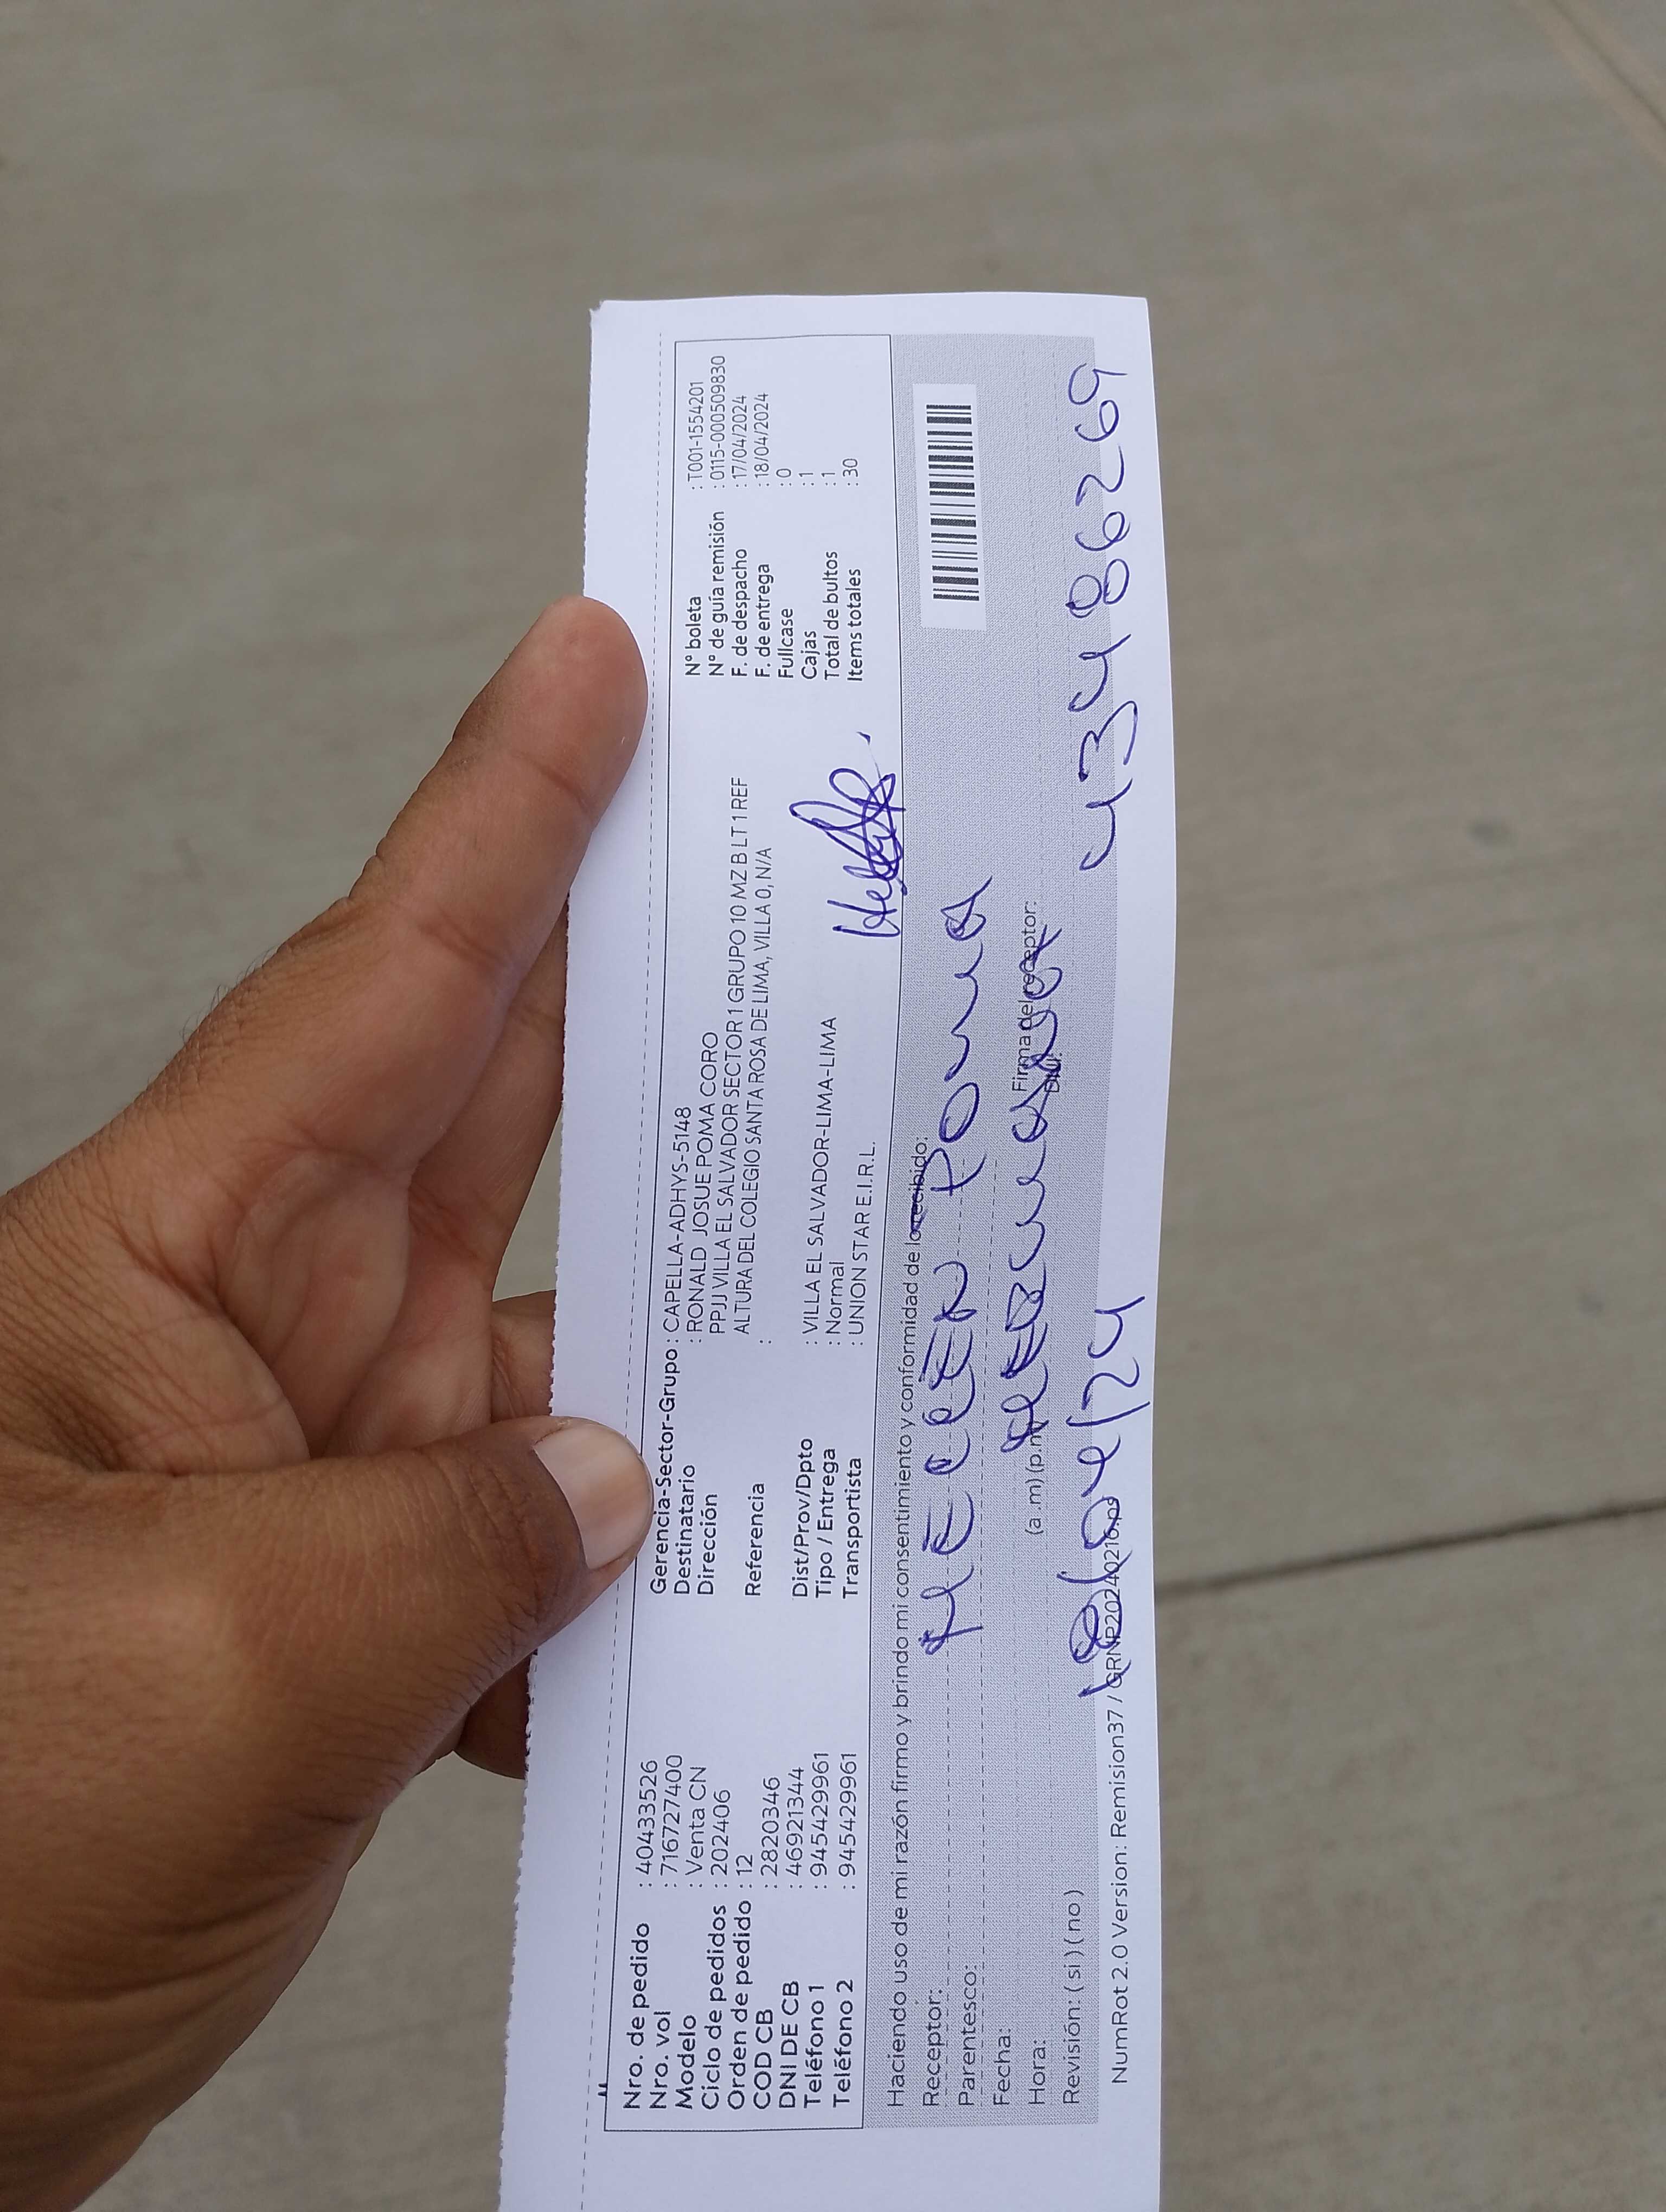 Nro. de pedido : 40433526
Nro. vol : 716727400
Modelo : Venta CN
Ciclo de pedidos : 202406
Orden de pedido : 12
COD CB : 2820346
DNI DE CB : 46921344
Teléfono 1 : 945429961
Teléfono 2 : 945429961
Gerencia-Sector-Grupo : CAPELLA-ADHYS-5148
Destinatario : RONALD JOSUE POMA CORO
Dirección PPJJ VILLA EL SALVADOR SECTOR 1 GRUPO 10 MZ B LT 1 REF
ALTURA DEL COLEGIO SANTA ROSA DE LIMA, VILLA 0, N/A
Referencia :
Dist/Prov/Dpto : VILLA EL SALVADOR-LIMA-LIMA
Tipo / Entrega : Normal
Transportista : UNION STAR E.I.R.L.
N° boleta : T001-1554201
N° de guía remisión : 0115-000509830
F. de despacho : 17/04/2024
F. de entrega : 18/04/2024
Fullcase : 0
Cajas : 1
Total de bultos : 1
Items totales : 30
Haciendo uso de mi razón firmo y brindo mi consentimiento y conformidad de lo recibido:
Receptor: Poma
Parentesco:
Fecha:
Hora: (a .m) (p.m
Firma del receptor:
DNI:
Revisión: ( si ) ( no )
43486269
NumRot 2.0 Version: Remision37 / GRNP20240216.ps